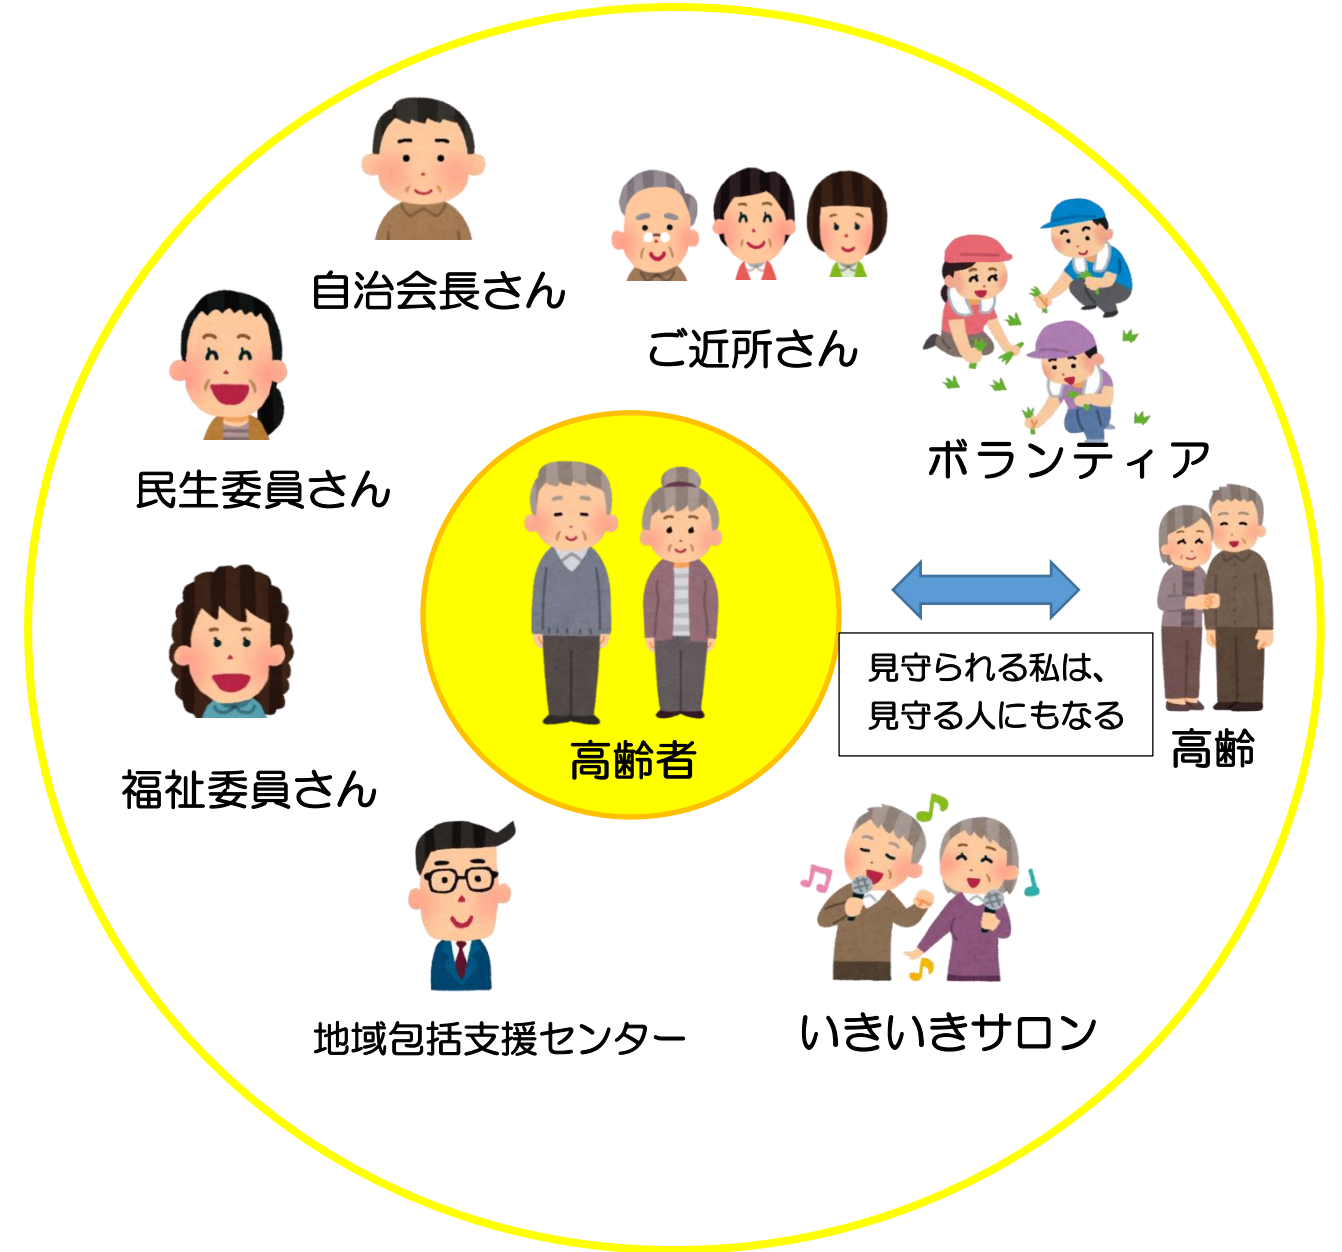 自治会長さん
ご近所さん
ボランティア
民生委員さん
見守られる私は、
見守る人にもなる
高齢者
高齢
福祉委員さん
地域包括支援センター
いきいきサロン